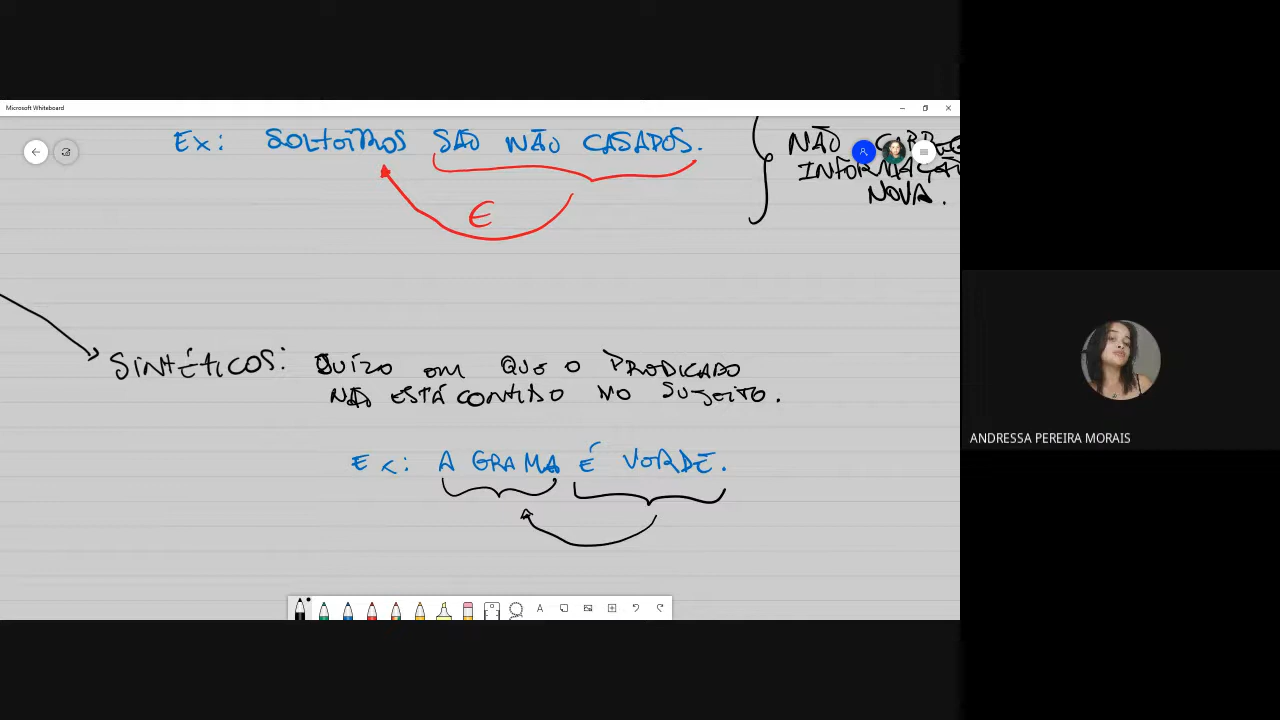 Microsoft Whiteboard
Ex: SOLTEIROS SÃO NÃO CASADOS.
NÃO
INFORMAÇÃO
NOVA.
E
SINTÉTICOS: JUÍZO EM QUE O PREDICADO
NÃO ESTÁ CONTIDO NO SUJEITO.
Ex: A GRAMA É VERDE.
A
ANDRESSA PEREIRA MORAIS